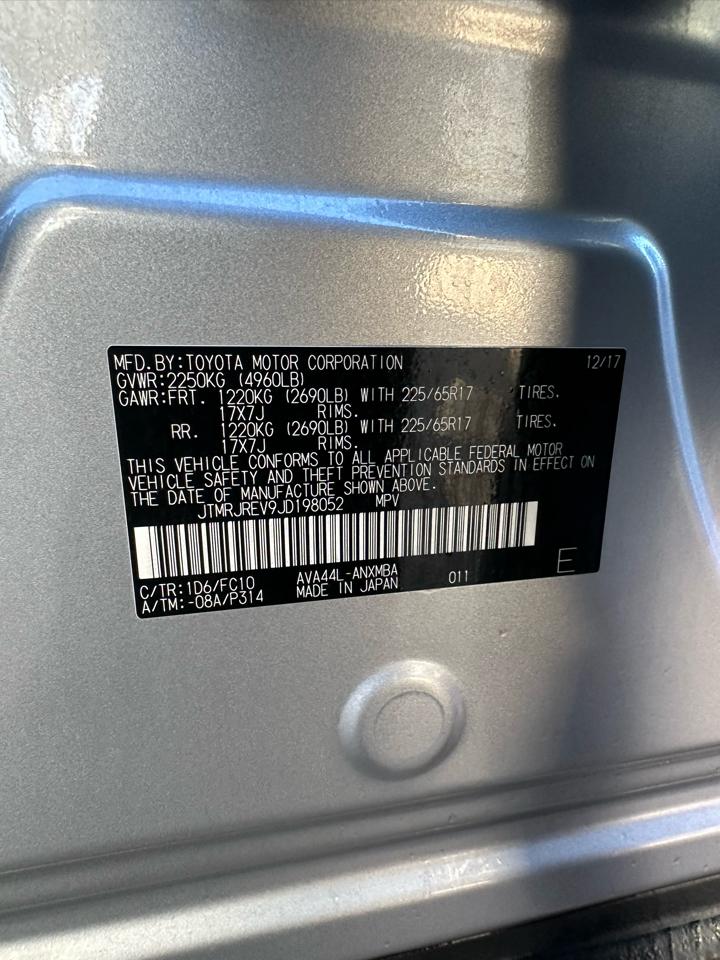 MFD.BY:TOYOTA MOTOR CORPORATION 12/17
GVWR:2250KG (4960LB)
GAWR:FRT. 1220KG (2690LB) WITH 225/65R17 TIRES.
17X7J RIMS.
RR. 1220KG (2690LB) WITH 225/65R17 TIRES.
17X7J RIMS.
THIS VEHICLE CONFORMS TO ALL APPLICABLE FEDERAL MOTOR
VEHICLE SAFETY AND THEFT PREVENTION STANDARDS IN EFFECT ON
THE DATE OF MANUFACTURE SHOWN ABOVE.
JTMRJREV9JD198052 MPV
C/TR:1D6/FC10 AVA44L-ANXMBA 011 E
A/TM:-08A/P314 MADE IN JAPAN